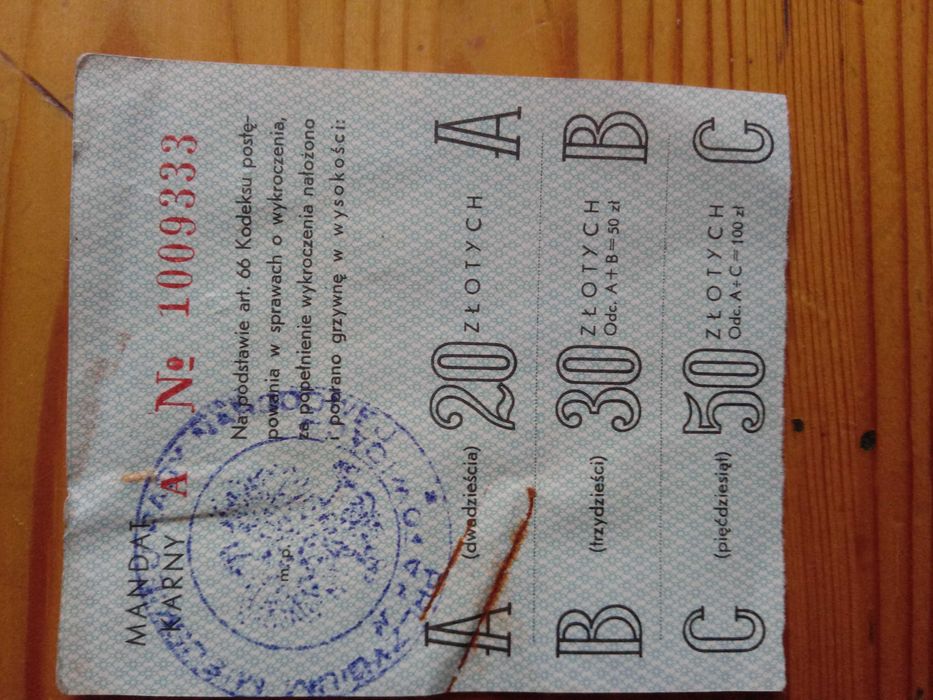 MANDAT
KARNY A № 1009333
Na podstawie art. 66 Kodeksu postę-
powania w sprawach o wykroczenia,
za popełnienie wykroczenia nałożono
i pobrano grzywnę w wysokości:
m. p.
A (dwadzieścia) 20 ZŁOTYCH A
B (trzydzieści) 30 ZŁOTYCH B
Odc. A+B=50 zł
C (pięćdziesiąt) 50 ZŁOTYCH C
Odc. A+C=100 zł